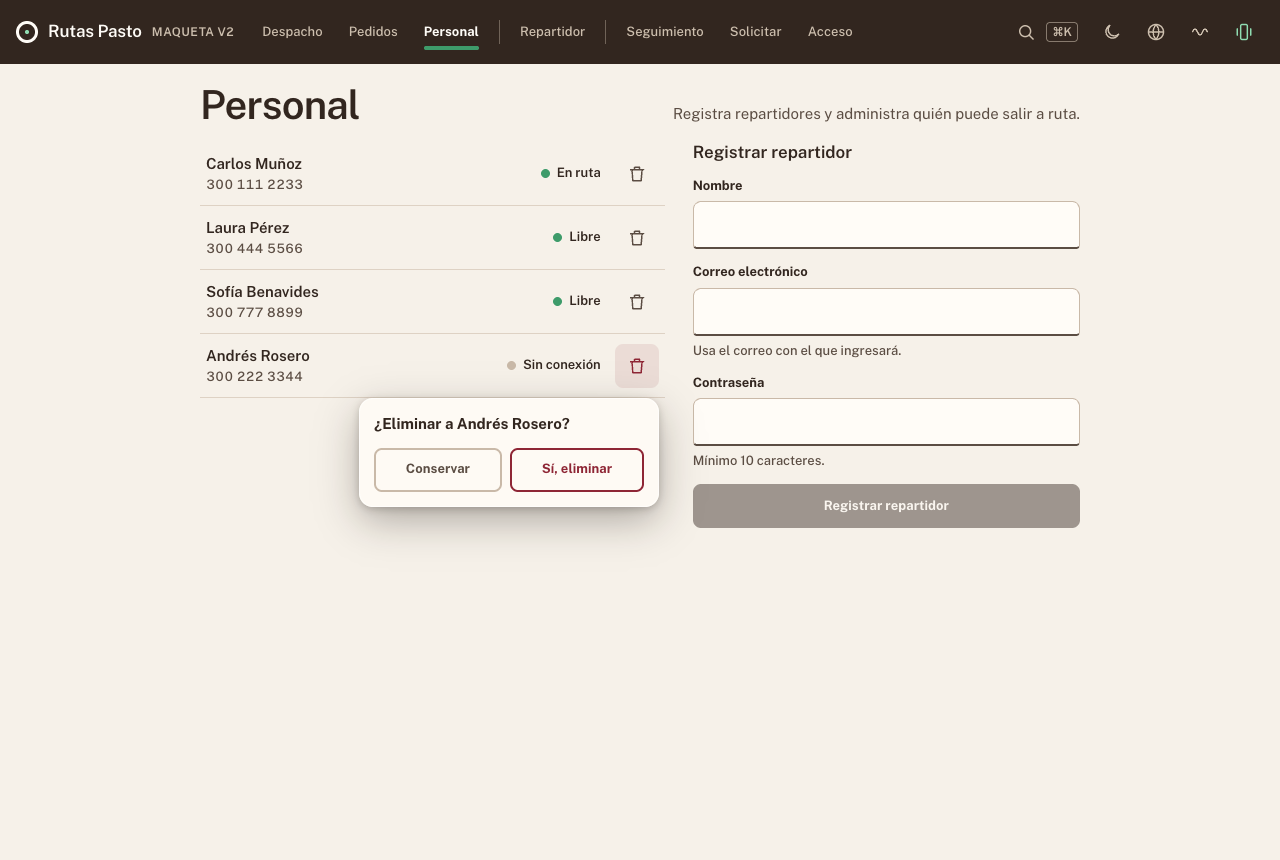 Rutas Pasto MAQUETA V2 Despacho Pedidos Personal Repartidor Seguimiento Solicitar Acceso ⌘K
Personal
Registra repartidores y administra quién puede salir a ruta.
Carlos Muñoz
300 111 2233
En ruta
Laura Pérez
300 444 5566
Libre
Sofía Benavides
300 777 8899
Libre
Andrés Rosero
300 222 3344
Sin conexión
¿Eliminar a Andrés Rosero?
Conservar
Sí, eliminar
Registrar repartidor
Nombre
Correo electrónico
Usa el correo con el que ingresará.
Contraseña
Mínimo 10 caracteres.
Registrar repartidor